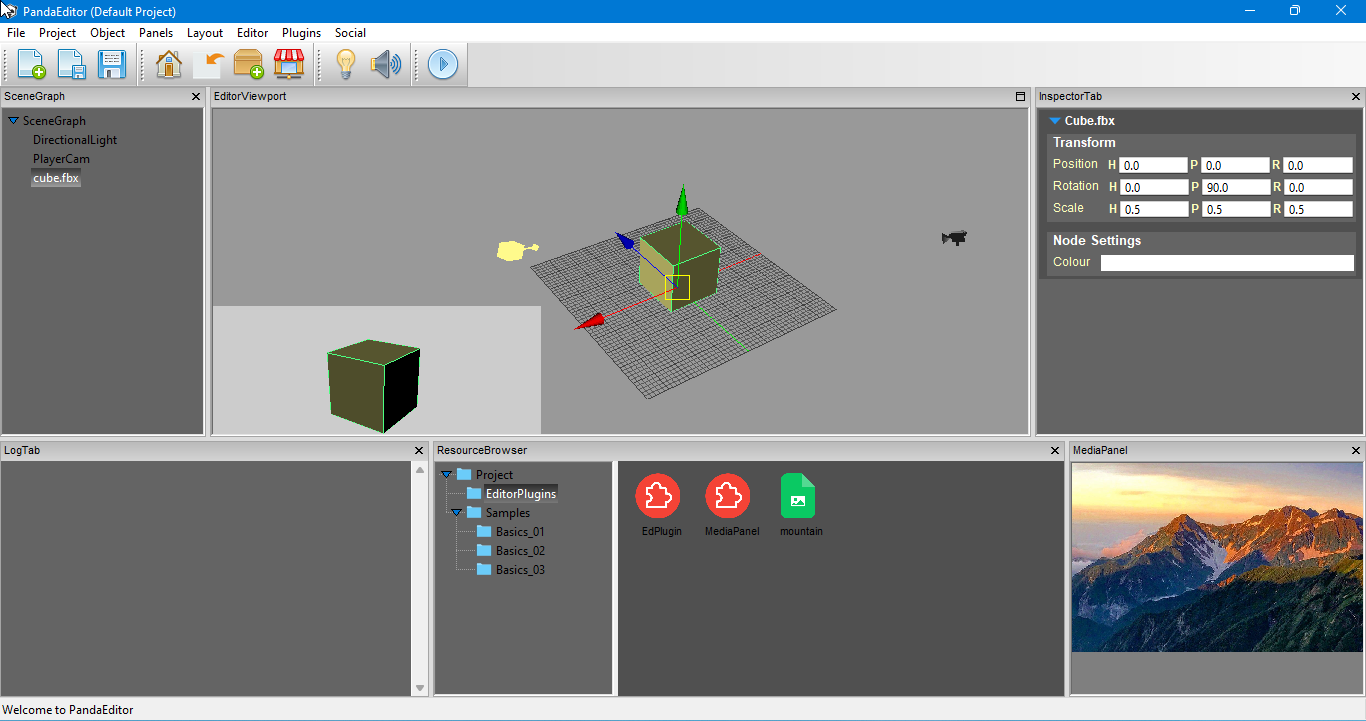 PandaEditor (Default Project)
File Project Object Panels Layout Editor Plugins Social
SceneGraph
SceneGraph
DirectionalLight
PlayerCam
cube.fbx
EditorViewport
InspectorTab
Cube.fbx
Transform
Position H 0.0 P 0.0 R 0.0
Rotation H 0.0 P 90.0 R 0.0
Scale H 0.5 P 0.5 R 0.5
Node Settings
Colour
LogTab
ResourceBrowser
Project
EditorPlugins
Samples
Basics_01
Basics_02
Basics_03
EdPlugin MediaPanel mountain
MediaPanel
Welcome to PandaEditor